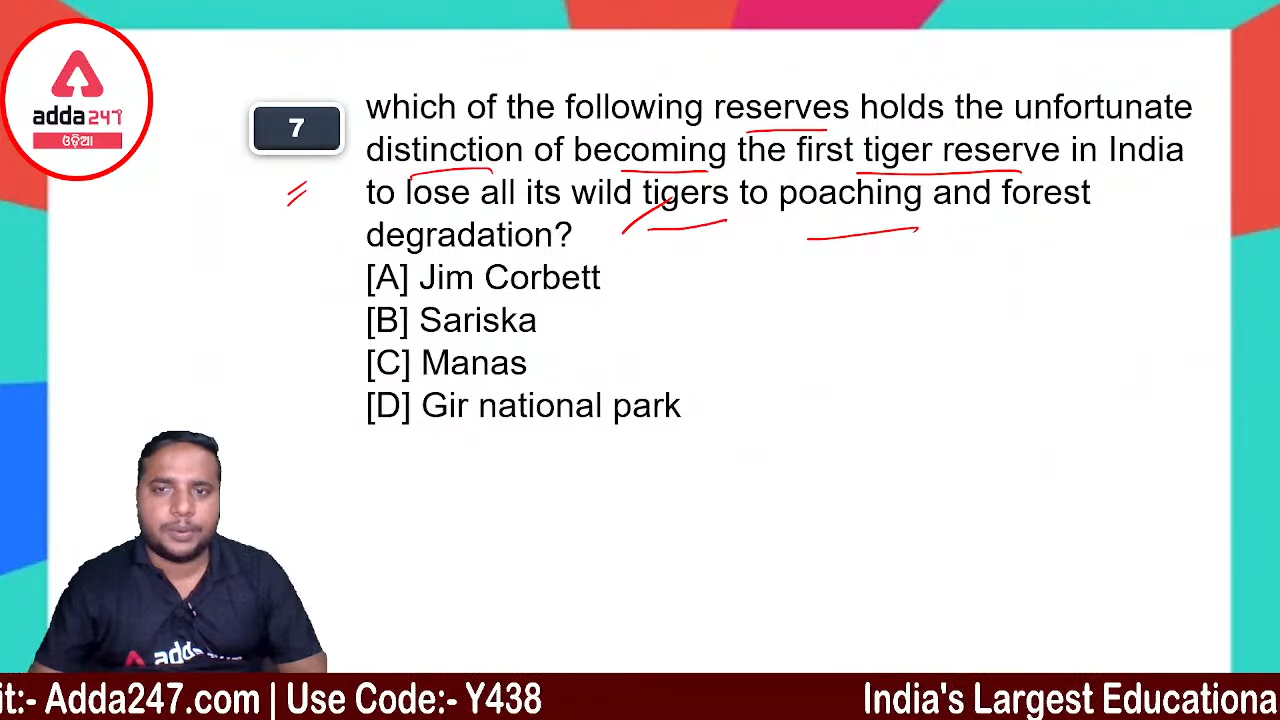 adda247
ଓଡ଼ିଆ
7
which of the following reserves holds the unfortunate
distinction of becoming the first tiger reserve in India
to lose all its wild tigers to poaching and forest
degradation?
[A] Jim Corbett
[B] Sariska
[C] Manas
[D] Gir national park
it:- Adda247.com | Use Code:- Y438
India's Largest Educationa